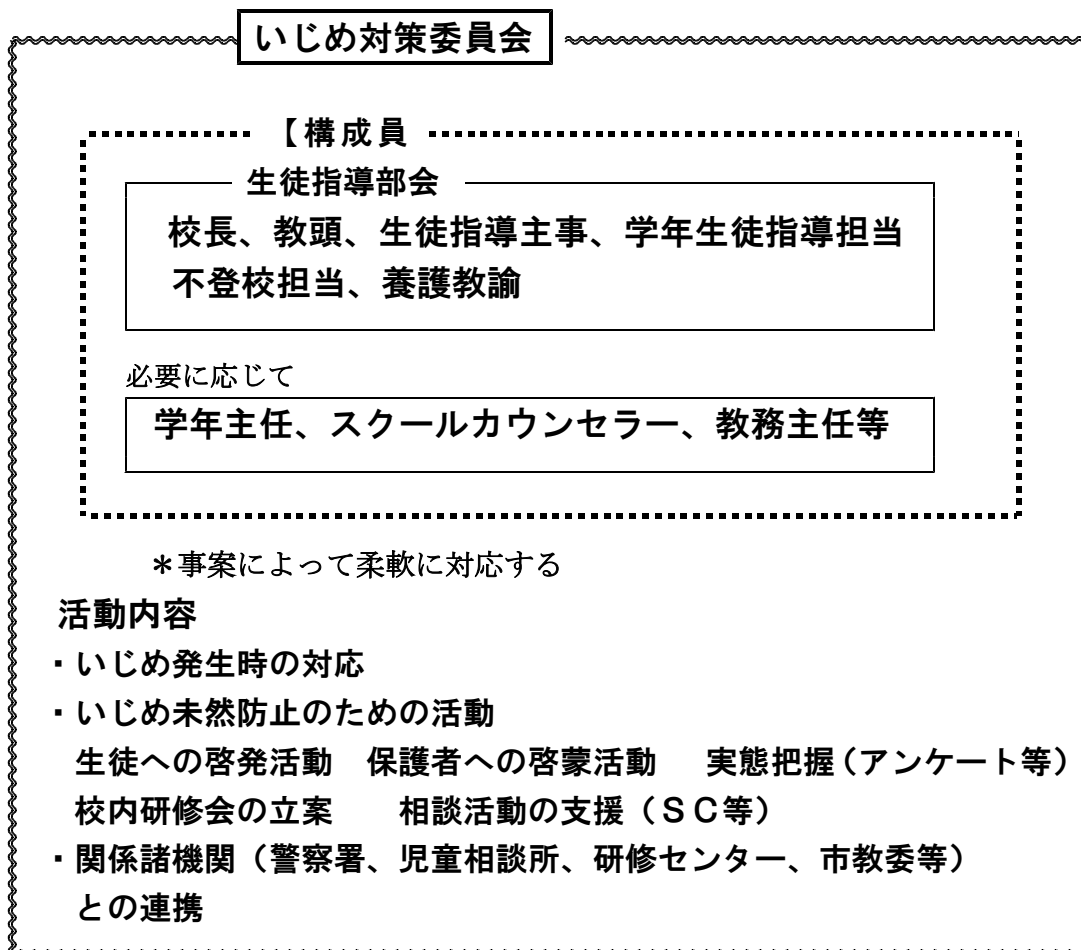 いじめ対策委員会
【構成員
生徒指導部会
校長、教頭、生徒指導主事、学年生徒指導担当
不登校担当、養護教諭
必要に応じて
学年主任、スクールカウンセラー、教務主任等
＊事案によって柔軟に対応する
活動内容
・いじめ発生時の対応
・いじめ未然防止のための活動
生徒への啓発活動　保護者への啓蒙活動　実態把握（アンケート等）
校内研修会の立案　相談活動の支援（ＳＣ等）
・関係諸機関（警察署、児童相談所、研修センター、市教委等）
との連携